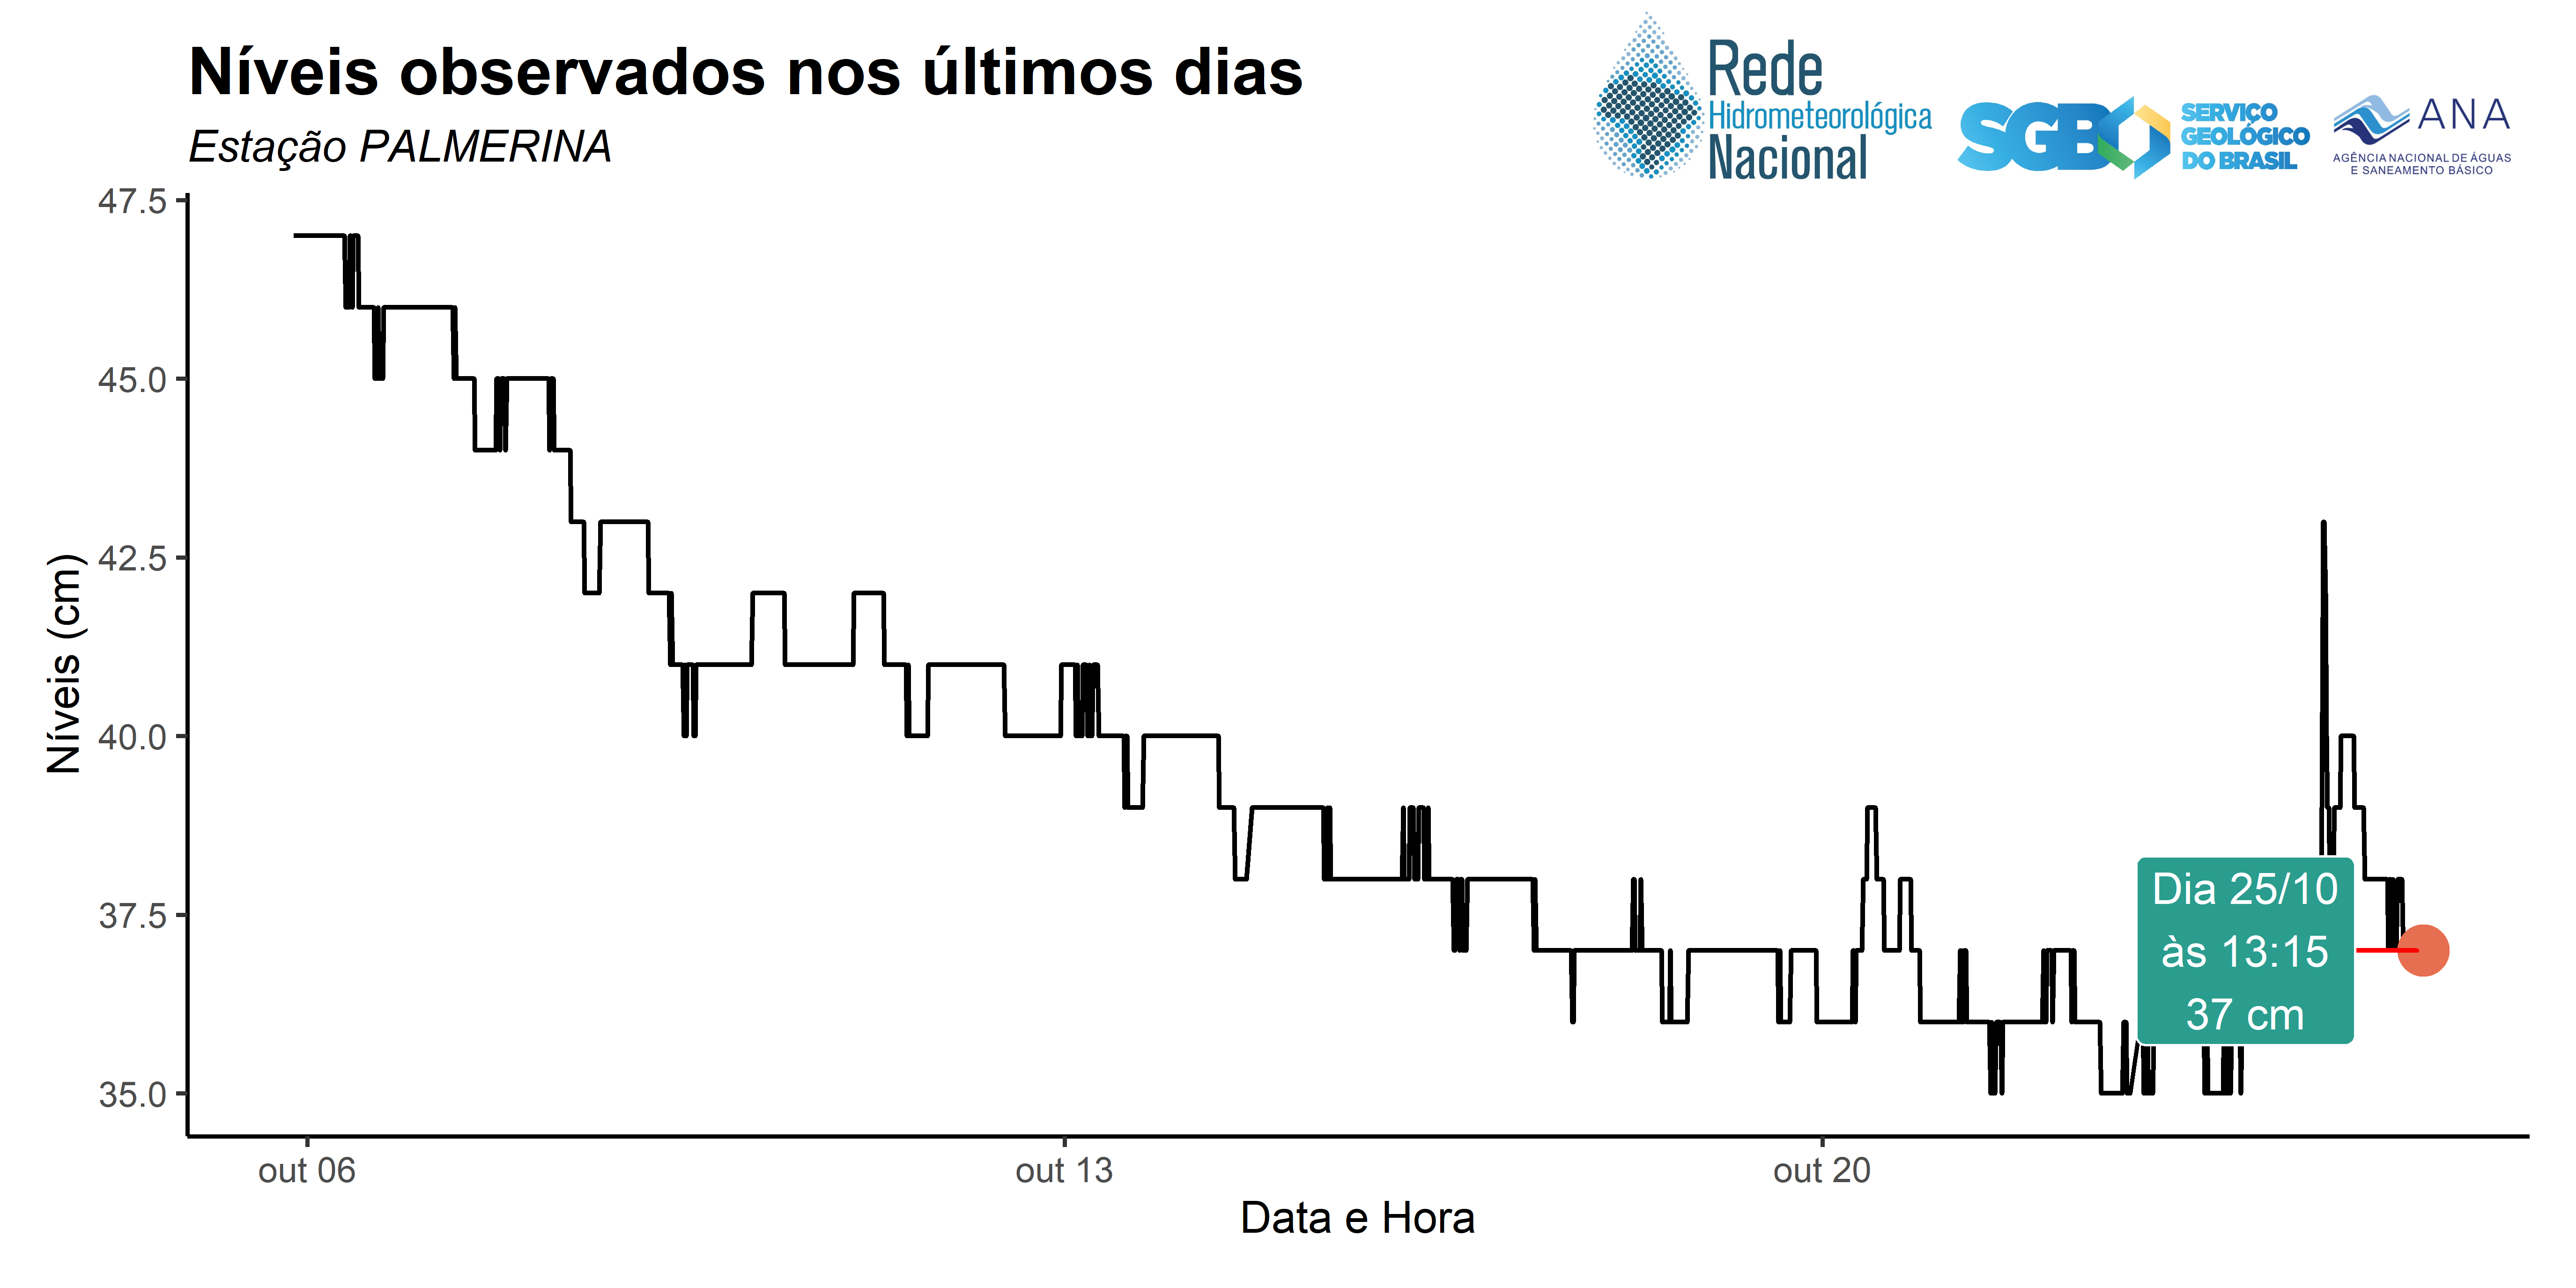 Níveis observados nos últimos dias
Estação PALMERINA
Rede
Hidrometeorológica
Nacional
SGB
SERVIÇO
GEOLÓGICO
DO BRASIL
ANA
AGÊNCIA NACIONAL DE ÁGUAS
E SANEAMENTO BÁSICO
Níveis (cm)
47.5
45.0
42.5
40.0
37.5
35.0
Dia 25/10
às 13:15
37 cm
out 06
out 13
out 20
Data e Hora